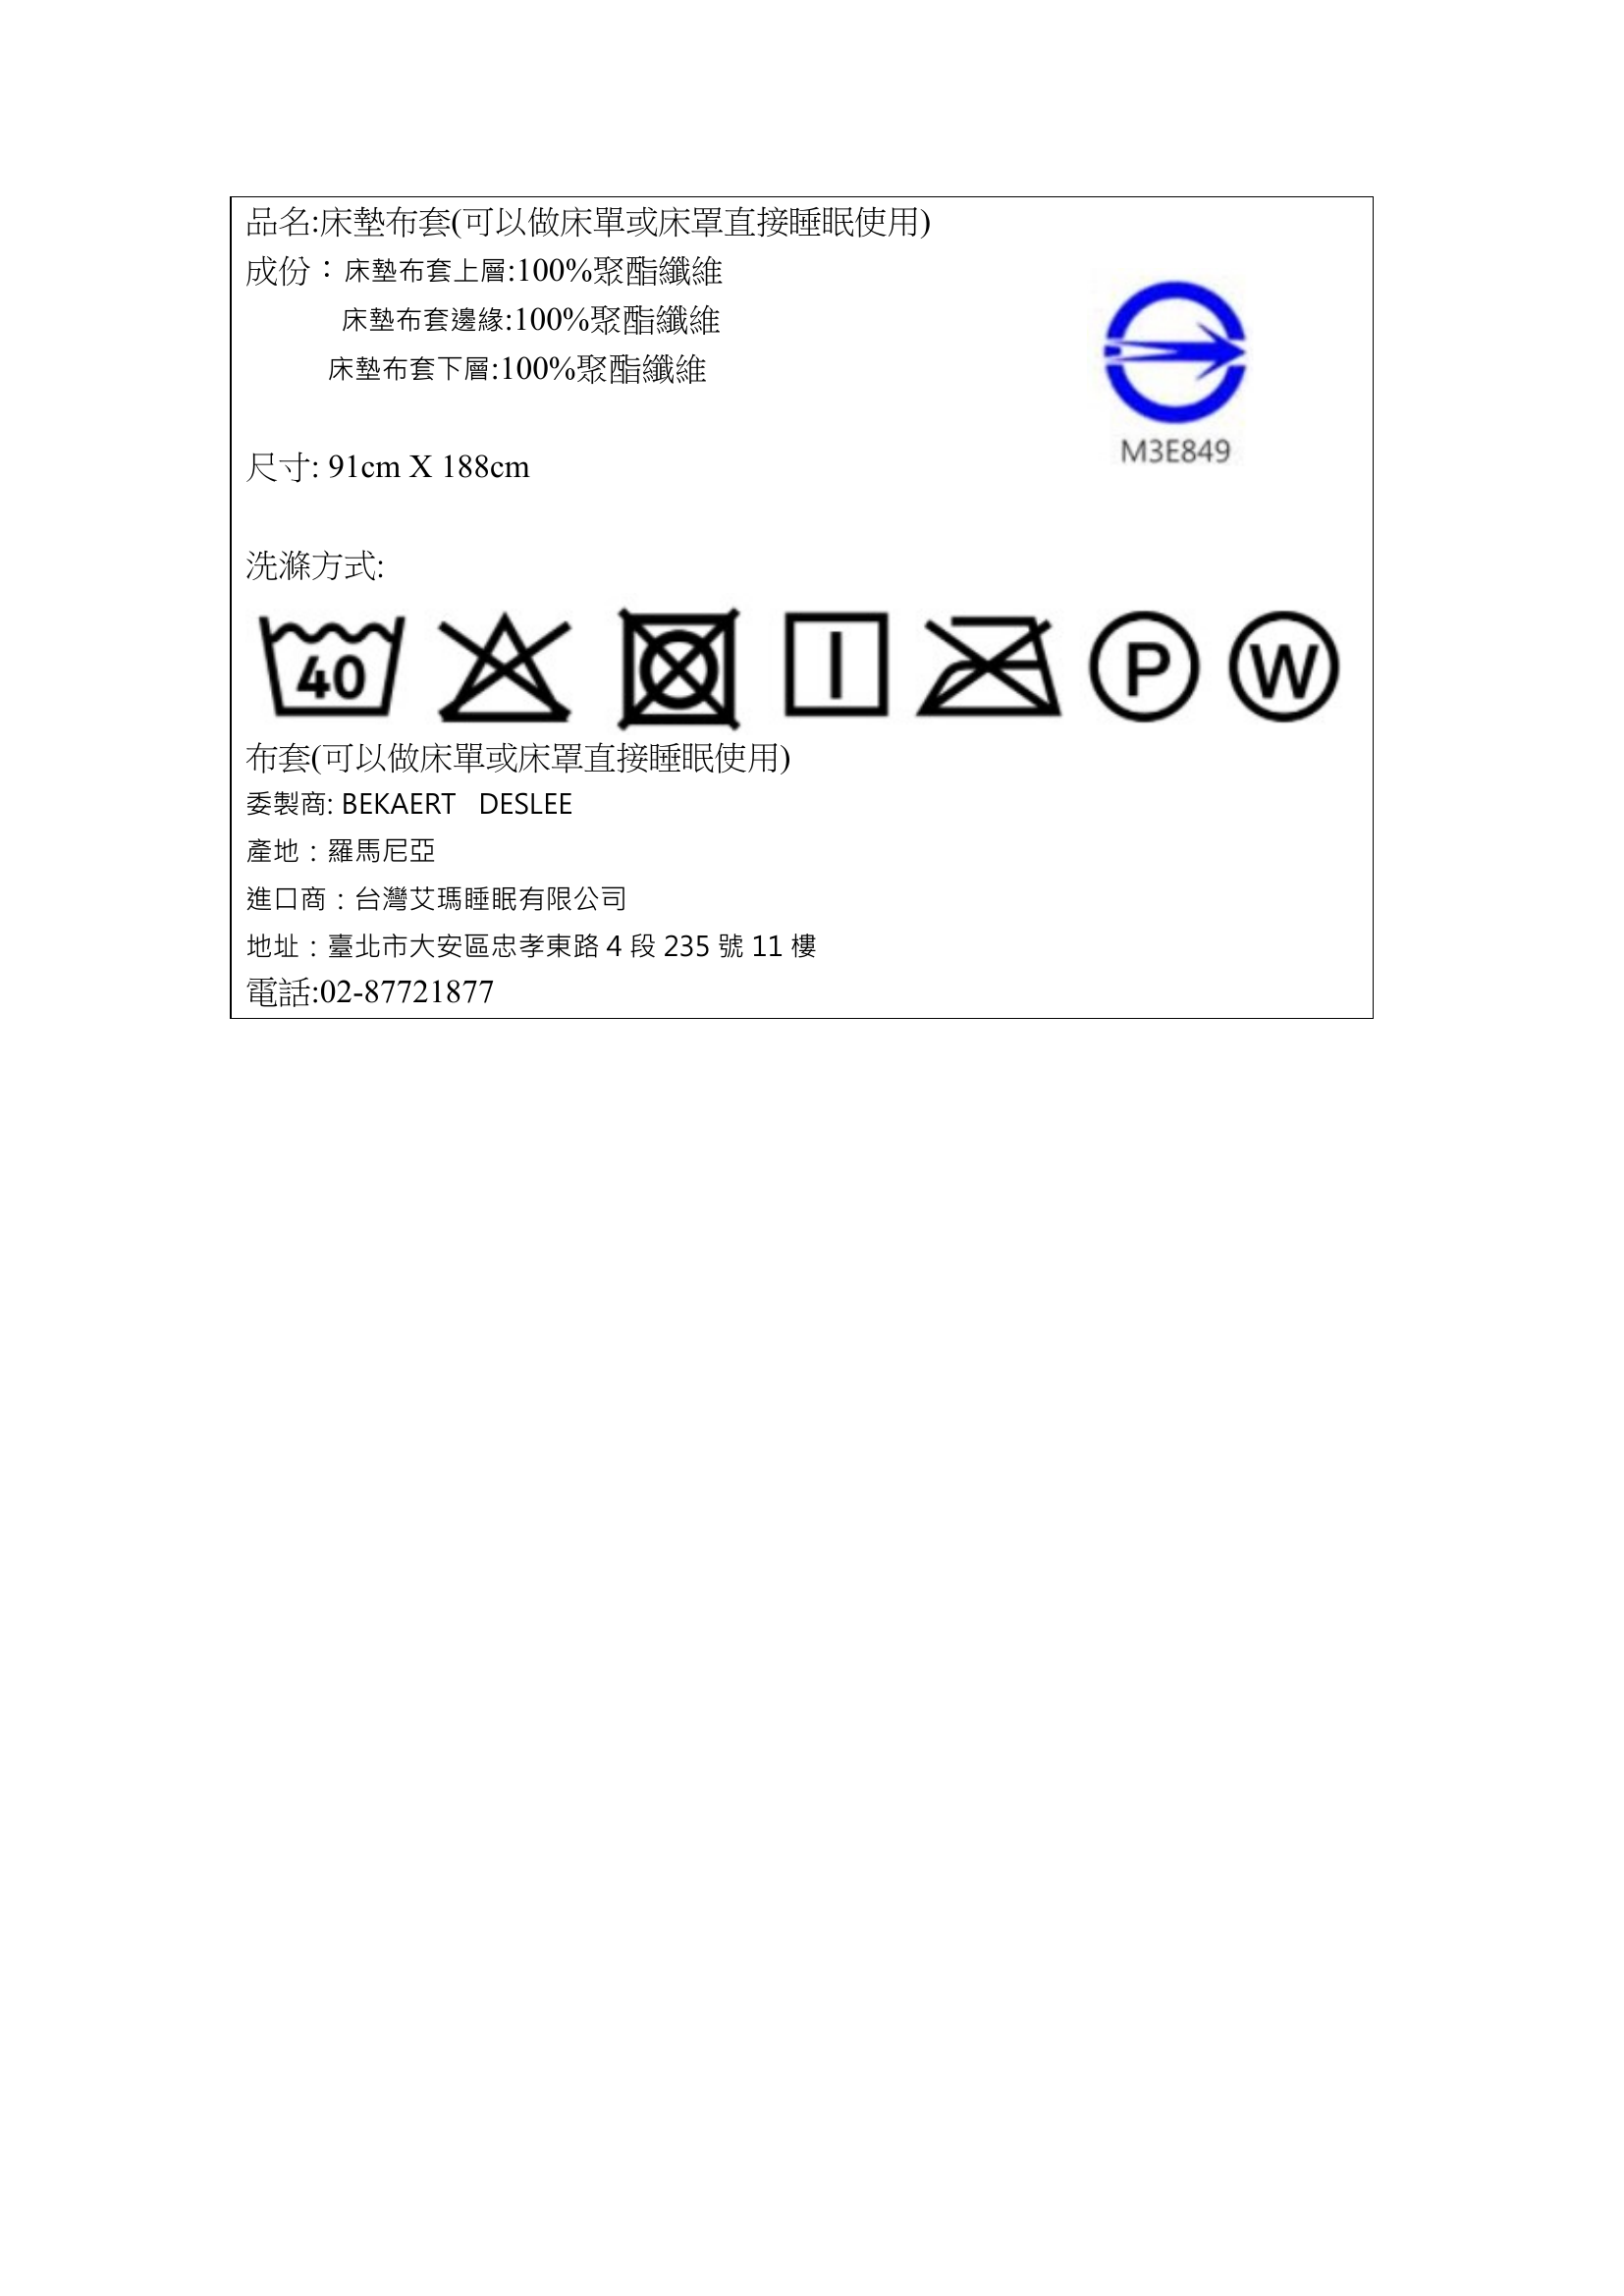 品名:床墊布套(可以做床單或床罩直接睡眠使用)
成份：床墊布套上層:100%聚酯纖維
床墊布套邊緣:100%聚酯纖維
床墊布套下層:100%聚酯纖維
M3E849
尺寸: 91cm X 188cm
洗滌方式:
40 P W
布套(可以做床單或床罩直接睡眠使用)
委製商: BEKAERT DESLEE
產地：羅馬尼亞
進口商：台灣艾瑪睡眠有限公司
地址：臺北市大安區忠孝東路 4 段 235 號 11 樓
電話:02-87721877